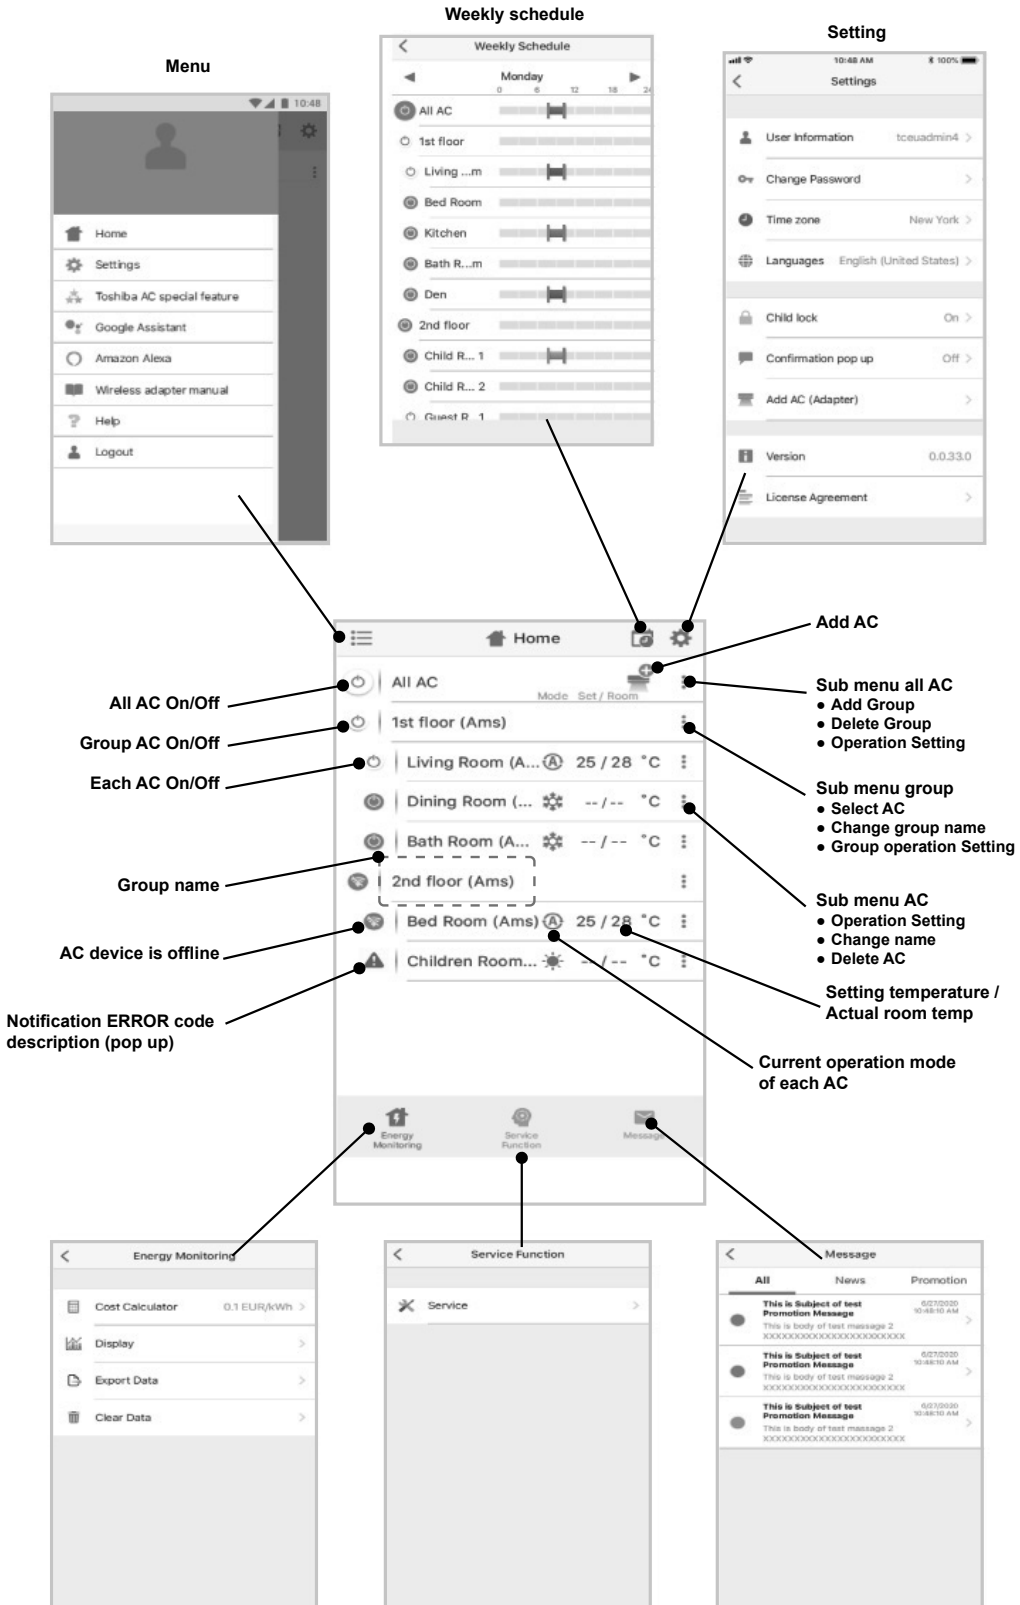 Weekly schedule
Setting
Menu
10:48
Home
Settings
Toshiba AC special feature
Google Assistant
Amazon Alexa
Wireless adapter manual
Help
Logout
Weekly Schedule
Monday
0 6 12 18 24
All AC
1st floor
Living ...m
Bed Room
Kitchen
Bath R...m
Den
2nd floor
Child R... 1
Child R... 2
Guest R 1
10:48 AM 100%
Settings
User Information tceuadmin4
Change Password
Time zone New York
Languages English (United States)
Child lock On
Confirmation pop up Off
Add AC (Adapter)
Version 0.0.33.0
License Agreement
Home
All AC
Mode Set / Room
1st floor (Ams)
Living Room (A... A 25 / 28 °C
Dining Room (... -- / -- °C
Bath Room (A... -- / -- °C
2nd floor (Ams)
Bed Room (Ams) A 25 / 28 °C
Children Room... -- / -- °C
Energy Monitoring
Service Function
Message
All AC On/Off
Group AC On/Off
Each AC On/Off
Group name
AC device is offline
Notification ERROR code
description (pop up)
Add AC
Sub menu all AC
● Add Group
● Delete Group
● Operation Setting
Sub menu group
● Select AC
● Change group name
● Group operation Setting
Sub menu AC
● Operation Setting
● Change name
● Delete AC
Setting temperature /
Actual room temp
Current operation mode
of each AC
Energy Monitoring
Cost Calculator 0.1 EUR/kWh
Display
Export Data
Clear Data
Service Function
Service
Message
All News Promotion
This is Subject of test 6/27/2020
Promotion Message 10:48:10 AM
This is body of test massage 2
XXXXXXXXXXXXXXXXXXXXXXX
This is Subject of test 6/27/2020
Promotion Message 10:48:10 AM
This is body of test massage 2
XXXXXXXXXXXXXXXXXXXXXXX
This is Subject of test 6/27/2020
Promotion Message 10:48:10 AM
This is body of test massage 2
XXXXXXXXXXXXXXXXXXXXXXX